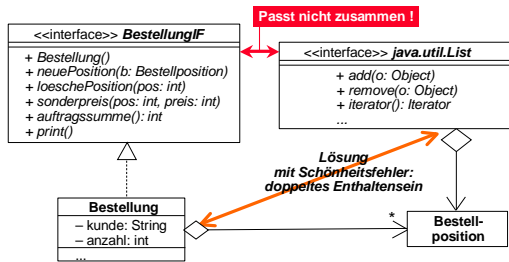 Passt nicht zusammen !
<<interface>> BestellungIF
+ Bestellung()
+ neuePosition(b: Bestellposition)
+ loeschePosition(pos: int)
+ sonderpreis(pos: int, preis: int)
+ auftragssumme(): int
+ print()
<<interface>> java.util.List
+ add(o: Object)
+ remove(o: Object)
+ iterator(): Iterator
...
Lösung
mit Schönheitsfehler:
doppeltes Enthaltensein
Bestellung
– kunde: String
– anzahl: int
...
*
Bestell-
position